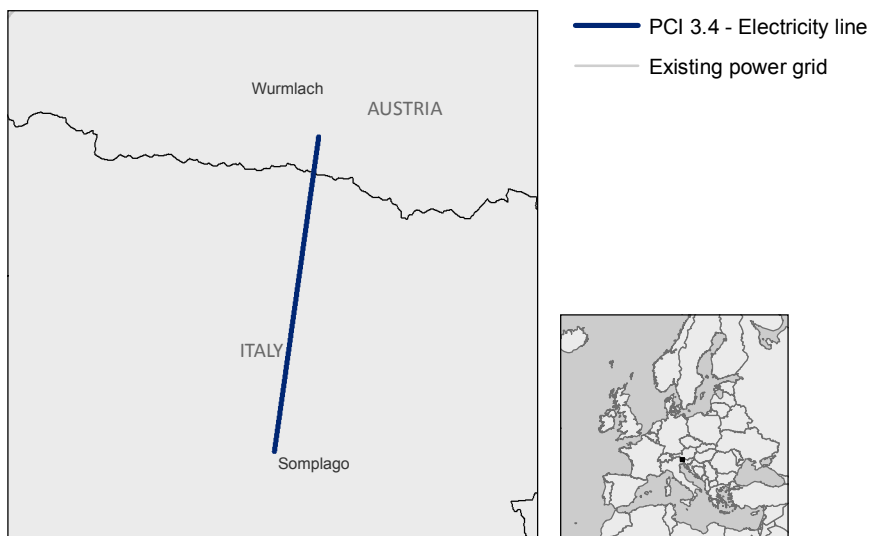 PCI 3.4 - Electricity line
Existing power grid
Wurmlach
AUSTRIA
ITALY
Somplago